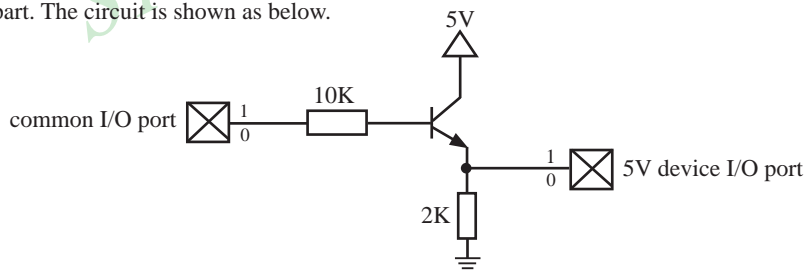 part. The circuit is shown as below.
5V
10K
common I/O port
1
0
1
0
5V device I/O port
2K